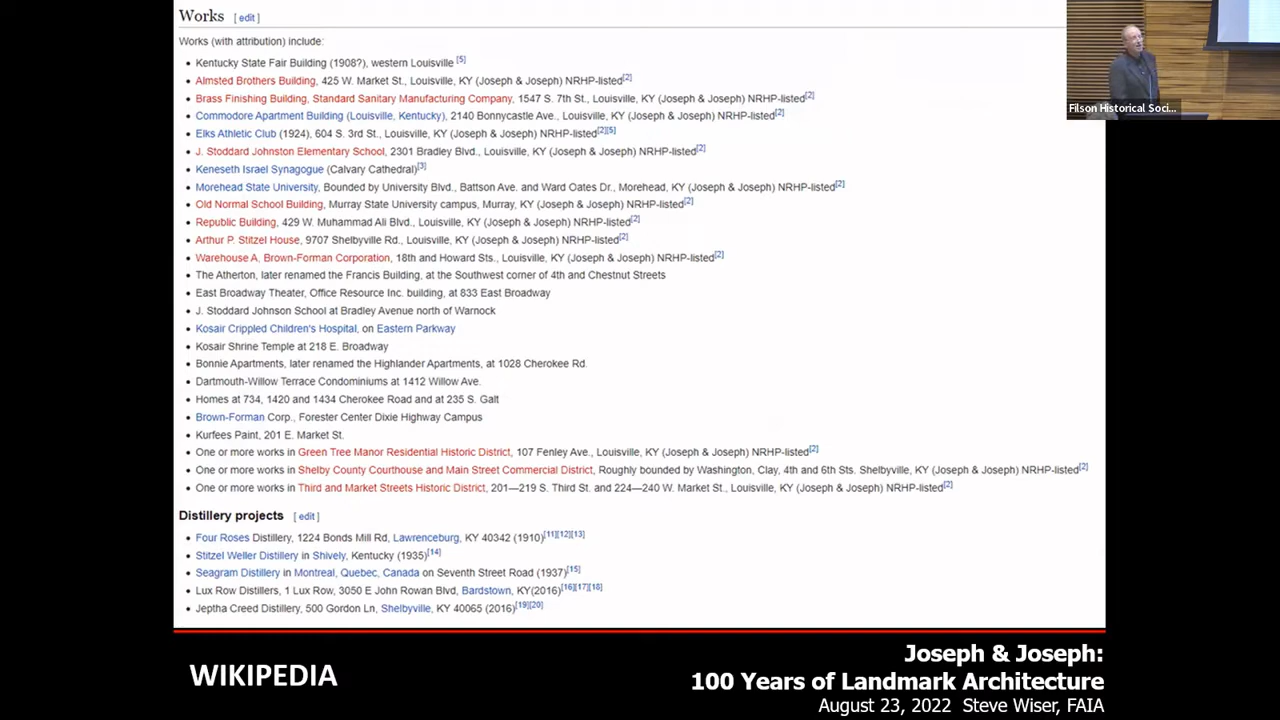 Works [ edit ]
Works (with attribution) include:
• Kentucky State Fair Building (1908?), western Louisville [5]
• Almsted Brothers Building, 425 W. Market St., Louisville, KY (Joseph & Joseph) NRHP-listed[2]
• Brass Finishing Building, Standard Sanitary Manufacturing Company, 1547 S. 7th St., Louisville, KY (Joseph & Joseph) NRHP-listed[2]
• Commodore Apartment Building (Louisville, Kentucky), 2140 Bonnycastle Ave., Louisville, KY (Joseph & Joseph) NRHP-listed[2]
• Elks Athletic Club (1924), 604 S. 3rd St., Louisville, KY (Joseph & Joseph) NRHP-listed[2][5]
• J. Stoddard Johnston Elementary School, 2301 Bradley Blvd., Louisville, KY (Joseph & Joseph) NRHP-listed[2]
• Keneseth Israel Synagogue (Calvary Cathedral)[3]
• Morehead State University, Bounded by University Blvd., Battson Ave. and Ward Oates Dr., Morehead, KY (Joseph & Joseph) NRHP-listed[2]
• Old Normal School Building, Murray State University campus, Murray, KY (Joseph & Joseph) NRHP-listed[2]
• Republic Building, 429 W. Muhammad Ali Blvd., Louisville, KY (Joseph & Joseph) NRHP-listed[2]
• Arthur P. Stitzel House, 9707 Shelbyville Rd., Louisville, KY (Joseph & Joseph) NRHP-listed[2]
• Warehouse A, Brown-Forman Corporation, 18th and Howard Sts., Louisville, KY (Joseph & Joseph) NRHP-listed[2]
• The Atherton, later renamed the Francis Building, at the Southwest corner of 4th and Chestnut Streets
• East Broadway Theater, Office Resource Inc. building, at 833 East Broadway
• J. Stoddard Johnson School at Bradley Avenue north of Warnock
• Kosair Crippled Children's Hospital, on Eastern Parkway
• Kosair Shrine Temple at 218 E. Broadway
• Bonnie Apartments, later renamed the Highlander Apartments, at 1028 Cherokee Rd.
• Dartmouth-Willow Terrace Condominiums at 1412 Willow Ave.
• Homes at 734, 1420 and 1434 Cherokee Road and at 235 S. Galt
• Brown-Forman Corp., Forester Center Dixie Highway Campus
• Kurfees Paint, 201 E. Market St.
• One or more works in Green Tree Manor Residential Historic District, 107 Fenley Ave., Louisville, KY (Joseph & Joseph) NRHP-listed[2]
• One or more works in Shelby County Courthouse and Main Street Commercial District, Roughly bounded by Washington, Clay, 4th and 6th Sts. Shelbyville, KY (Joseph & Joseph) NRHP-listed[2]
• One or more works in Third and Market Streets Historic District, 201—219 S. Third St. and 224—240 W. Market St., Louisville, KY (Joseph & Joseph) NRHP-listed[2]
Distillery projects [ edit ]
• Four Roses Distillery, 1224 Bonds Mill Rd, Lawrenceburg, KY 40342 (1910)[11][12][13]
• Stitzel Weller Distillery in Shively, Kentucky (1935)[14]
• Seagram Distillery in Montreal, Quebec, Canada on Seventh Street Road (1937)[15]
• Lux Row Distillers, 1 Lux Row, 3050 E John Rowan Blvd, Bardstown, KY(2016)[16][17][18]
• Jeptha Creed Distillery, 500 Gordon Ln, Shelbyville, KY 40065 (2016)[19][20]
Filson Historical Soci...
WIKIPEDIA
Joseph & Joseph:
100 Years of Landmark Architecture
August 23, 2022 Steve Wiser, FAIA